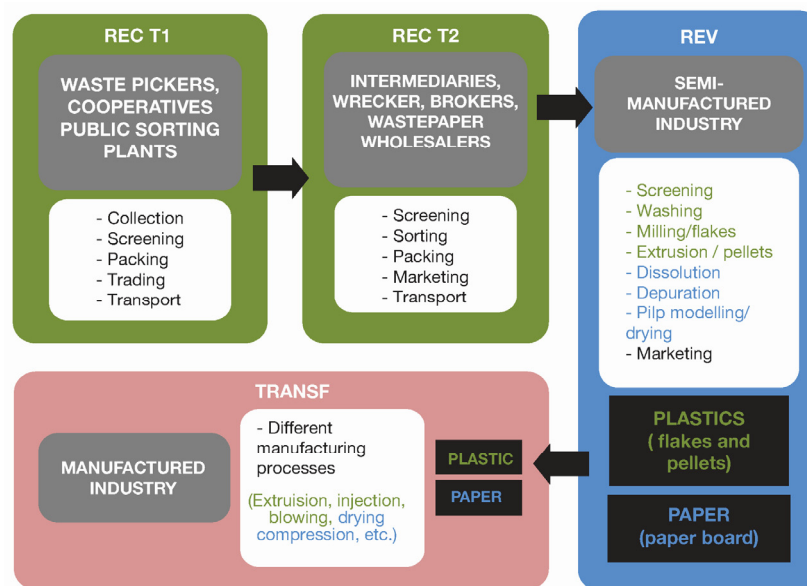 REC T1
WASTE PICKERS,
COOPERATIVES
PUBLIC SORTING
PLANTS
- Collection
- Screening
- Packing
- Trading
- Transport
REC T2
INTERMEDIARIES,
WRECKER, BROKERS,
WASTEPAPER
WHOLESALERS
- Screening
- Sorting
- Packing
- Marketing
- Transport
REV
SEMI-
MANUFACTURED
INDUSTRY
- Screening
- Washing
- Milling/flakes
- Extrusion / pellets
- Dissolution
- Depuration
- Pilp modelling/
drying
- Marketing
PLASTICS
( flakes and
pellets)
PAPER
(paper board)
TRANSF
MANUFACTURED
INDUSTRY
- Different
manufacturing
processes
(Extruision, injection,
blowing, drying
compression, etc.)
PLASTIC
PAPER